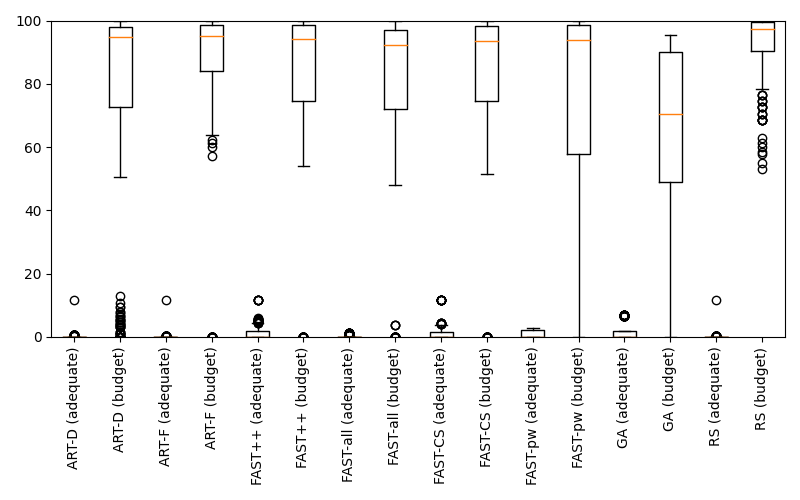 100
80
60
40
20
0
ART-D (adequate)
ART-D (budget)
ART-F (adequate)
ART-F (budget)
FAST++ (adequate)
FAST++ (budget)
FAST-all (adequate)
FAST-all (budget)
FAST-CS (adequate)
FAST-CS (budget)
FAST-pw (adequate)
FAST-pw (budget)
GA (adequate)
GA (budget)
RS (adequate)
RS (budget)